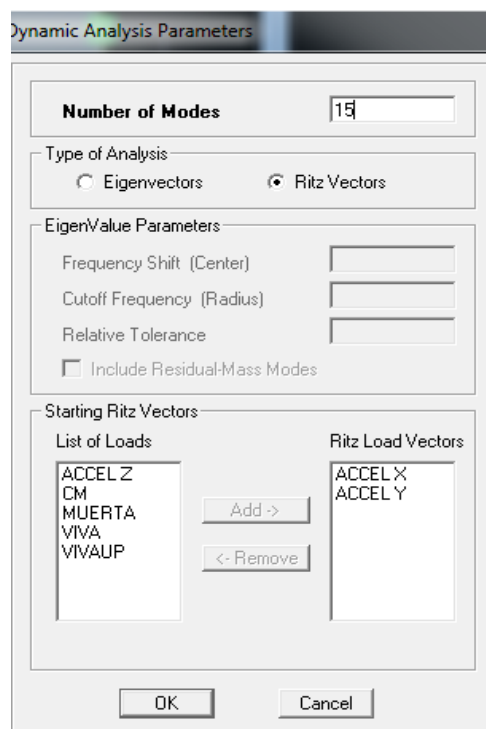 Dynamic Analysis Parameters
Number of Modes 15
Type of Analysis
Eigenvectors Ritz Vectors
EigenValue Parameters
Frequency Shift (Center)
Cutoff Frequency (Radius)
Relative Tolerance
Include Residual-Mass Modes
Starting Ritz Vectors
List of Loads Ritz Load Vectors
ACCEL Z ACCEL X
CM ACCEL Y
MUERTA
VIVA
VIVAUP
Add ->
<- Remove
OK Cancel